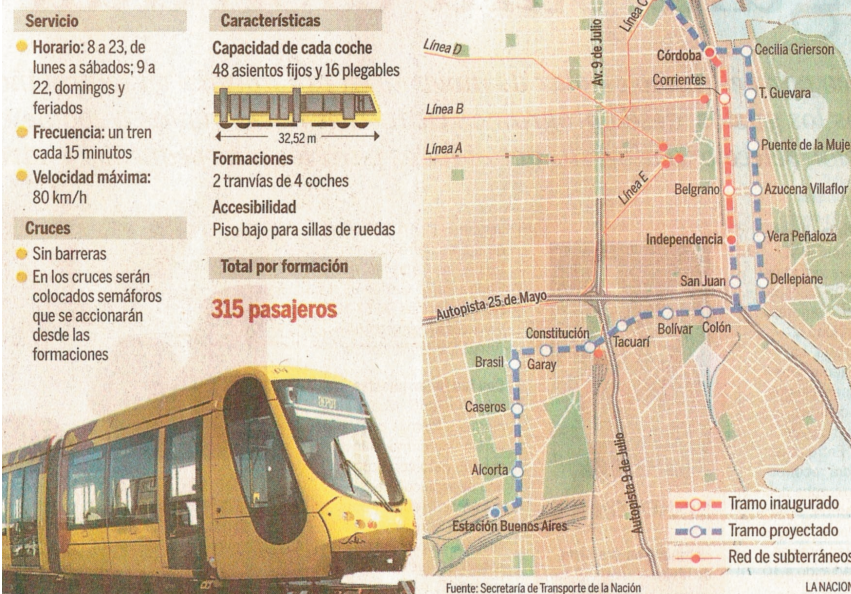 Servicio
Horario: 8 a 23, de
lunes a sábados; 9 a
22, domingos y
feriados
Frecuencia: un tren
cada 15 minutos
Velocidad máxima:
80 km/h
Cruces
Sin barreras
En los cruces serán
colocados semáforos
que se accionarán
desde las
formaciones
Características
Capacidad de cada coche
48 asientos fijos y 16 plegables
32,52 m
Formaciones
2 tranvías de 4 coches
Accesibilidad
Piso bajo para sillas de ruedas
Total por formación
315 pasajeros
Línea D
Línea B
Línea A
Línea C
Línea E
Av. 9 de Julio
Córdoba
Corrientes
Belgrano
Independencia
San Juan
Cecilia Grierson
T. Guevara
Puente de la Muje
Azucena Villaflor
Vera Peñaloza
Dellepiane
Autopista 25 de Mayo
Constitución
Tacuarí
Bolívar
Colón
Brasil
Garay
Caseros
Alcorta
Estación Buenos Aires
Autopista 9 de Julio
Tramo inaugurado
Tramo proyectado
Red de subterráneos
Fuente: Secretaría de Transporte de la Nación
LA NACION